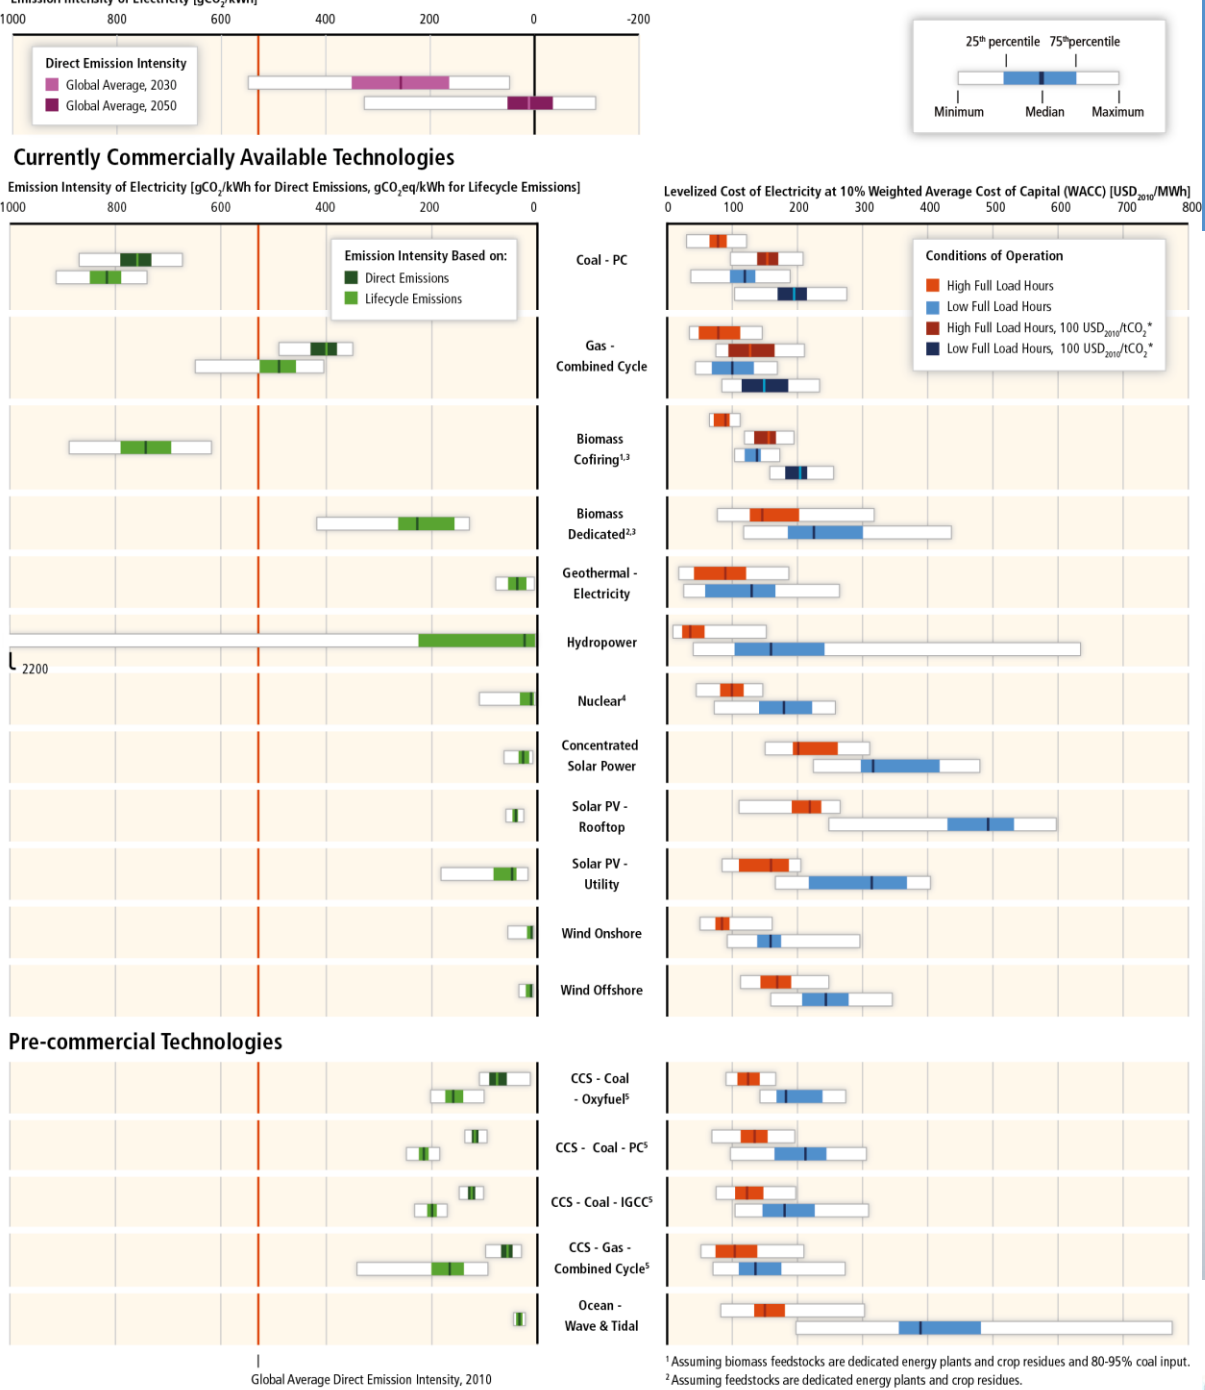 Emission Intensity of Electricity [gCO2/kWh]
1000 800 600 400 200 0 -200
Direct Emission Intensity
Global Average, 2030
Global Average, 2050
25th percentile 75th percentile
Minimum Median Maximum
Currently Commercially Available Technologies
Emission Intensity of Electricity [gCO2/kWh for Direct Emissions, gCO2eq/kWh for Lifecycle Emissions]
1000 800 600 400 200 0
Levelized Cost of Electricity at 10% Weighted Average Cost of Capital (WACC) [USD2010/MWh]
0 100 200 300 400 500 600 700 800
Emission Intensity Based on:
Direct Emissions
Lifecycle Emissions
Conditions of Operation
High Full Load Hours
Low Full Load Hours
High Full Load Hours, 100 USD2010/tCO2*
Low Full Load Hours, 100 USD2010/tCO2*
Coal - PC
Gas -
Combined Cycle
Biomass
Cofiring1,3
Biomass
Dedicated2,3
Geothermal -
Electricity
Hydropower
2200
Nuclear4
Concentrated
Solar Power
Solar PV -
Rooftop
Solar PV -
Utility
Wind Onshore
Wind Offshore
Pre-commercial Technologies
CCS - Coal
- Oxyfuel5
CCS - Coal - PC5
CCS - Coal - IGCC5
CCS - Gas -
Combined Cycle5
Ocean -
Wave & Tidal
Global Average Direct Emission Intensity, 2010
1 Assuming biomass feedstocks are dedicated energy plants and crop residues and 80-95% coal input.
2 Assuming feedstocks are dedicated energy plants and crop residues.